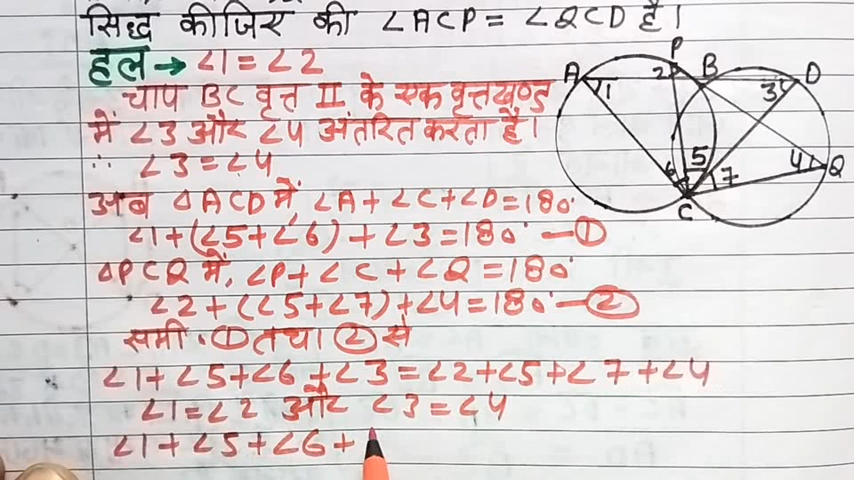 सिद्ध कीजिए की ∠ACP = ∠QCD है।
हल → ∠1 = ∠2
चाप BC वृत्त II के एक वृत्तखण्ड
में ∠3 और ∠4 अंतरित करता है।
∴ ∠3 = ∠4
अब △ACD में ∠A + ∠C + ∠D = 180°
∠1 + (∠5 + ∠6) + ∠3 = 180° — ①
△PCQ में, ∠P + ∠C + ∠Q = 180°
∠2 + (∠5 + ∠7) + ∠4 = 180° — ②
समी. ① तथा ② से
∠1 + ∠5 + ∠6 + ∠3 = ∠2 + ∠5 + ∠7 + ∠4
∠1 = ∠2 और ∠3 = ∠4
∠1 + ∠5 + ∠6 +
P
A 1 2 B 3 D
6 5 7 4 Q
C